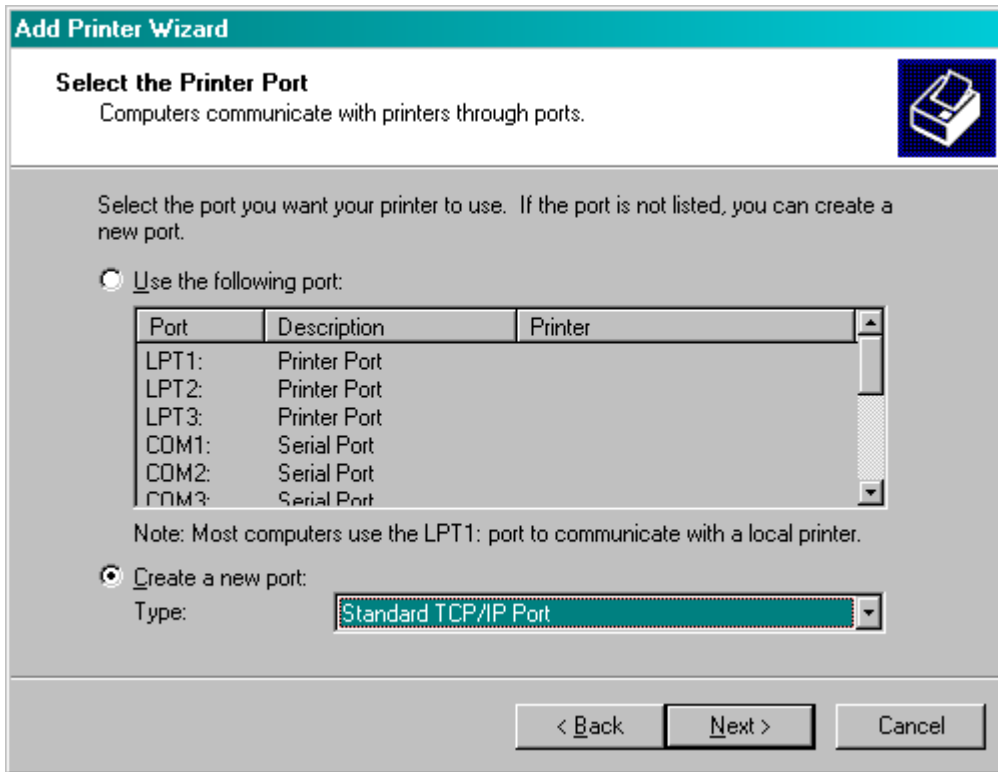 Add Printer Wizard
Select the Printer Port
Computers communicate with printers through ports.
Select the port you want your printer to use.  If the port is not listed, you can create a
new port.
Use the following port:
Port Description Printer
LPT1: Printer Port
LPT2: Printer Port
LPT3: Printer Port
COM1: Serial Port
COM2: Serial Port
COM3: Serial Port
Note: Most computers use the LPT1: port to communicate with a local printer.
Create a new port:
Type: Standard TCP/IP Port
< Back Next > Cancel